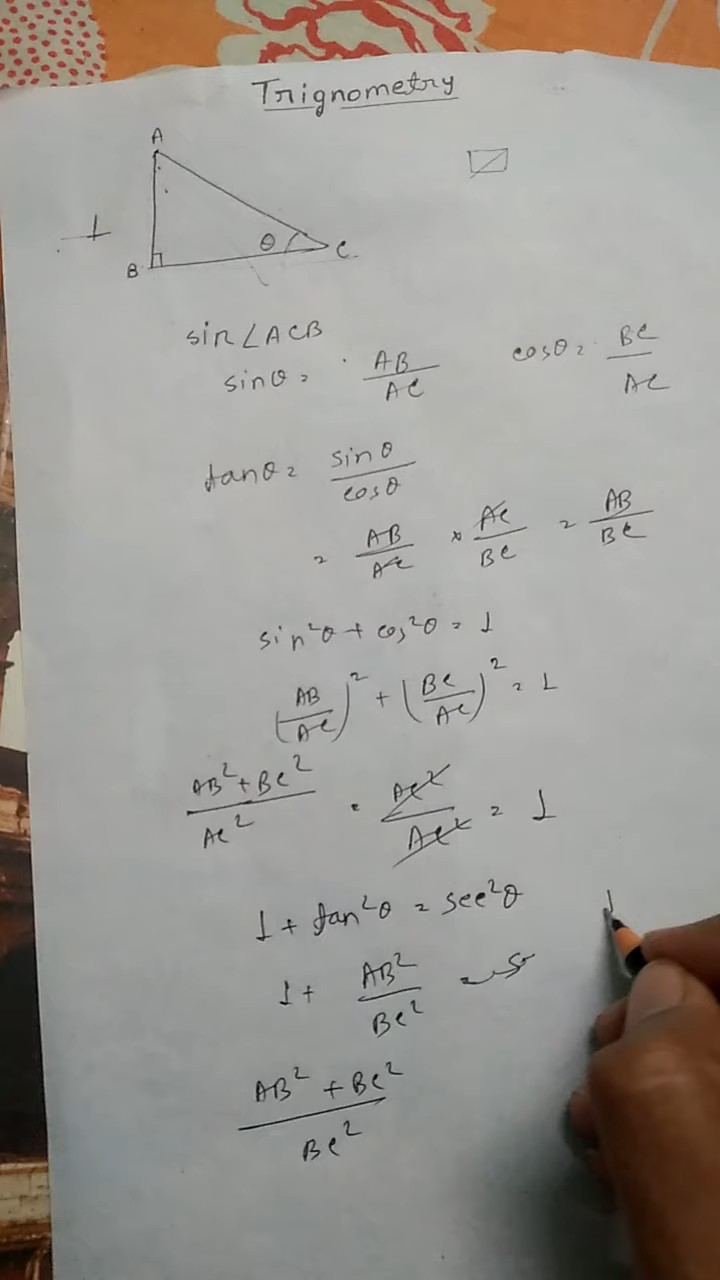 Trignometry
A
B
θ
C
⊥
sin∠ACB
sinθ = AB/AC
cosθ = BC/AC
tanθ = sinθ/cosθ
= AB/AC × AC/BC = AB/BC
sin²θ + cos²θ = 1
(AB/AC)² + (BC/AC)² = 1
AB² + BC²/AC² = AC²/AC² = 1
1 + tan²θ = sec²θ
1
1 + AB²/BC² =
AB² + BC²/BC²